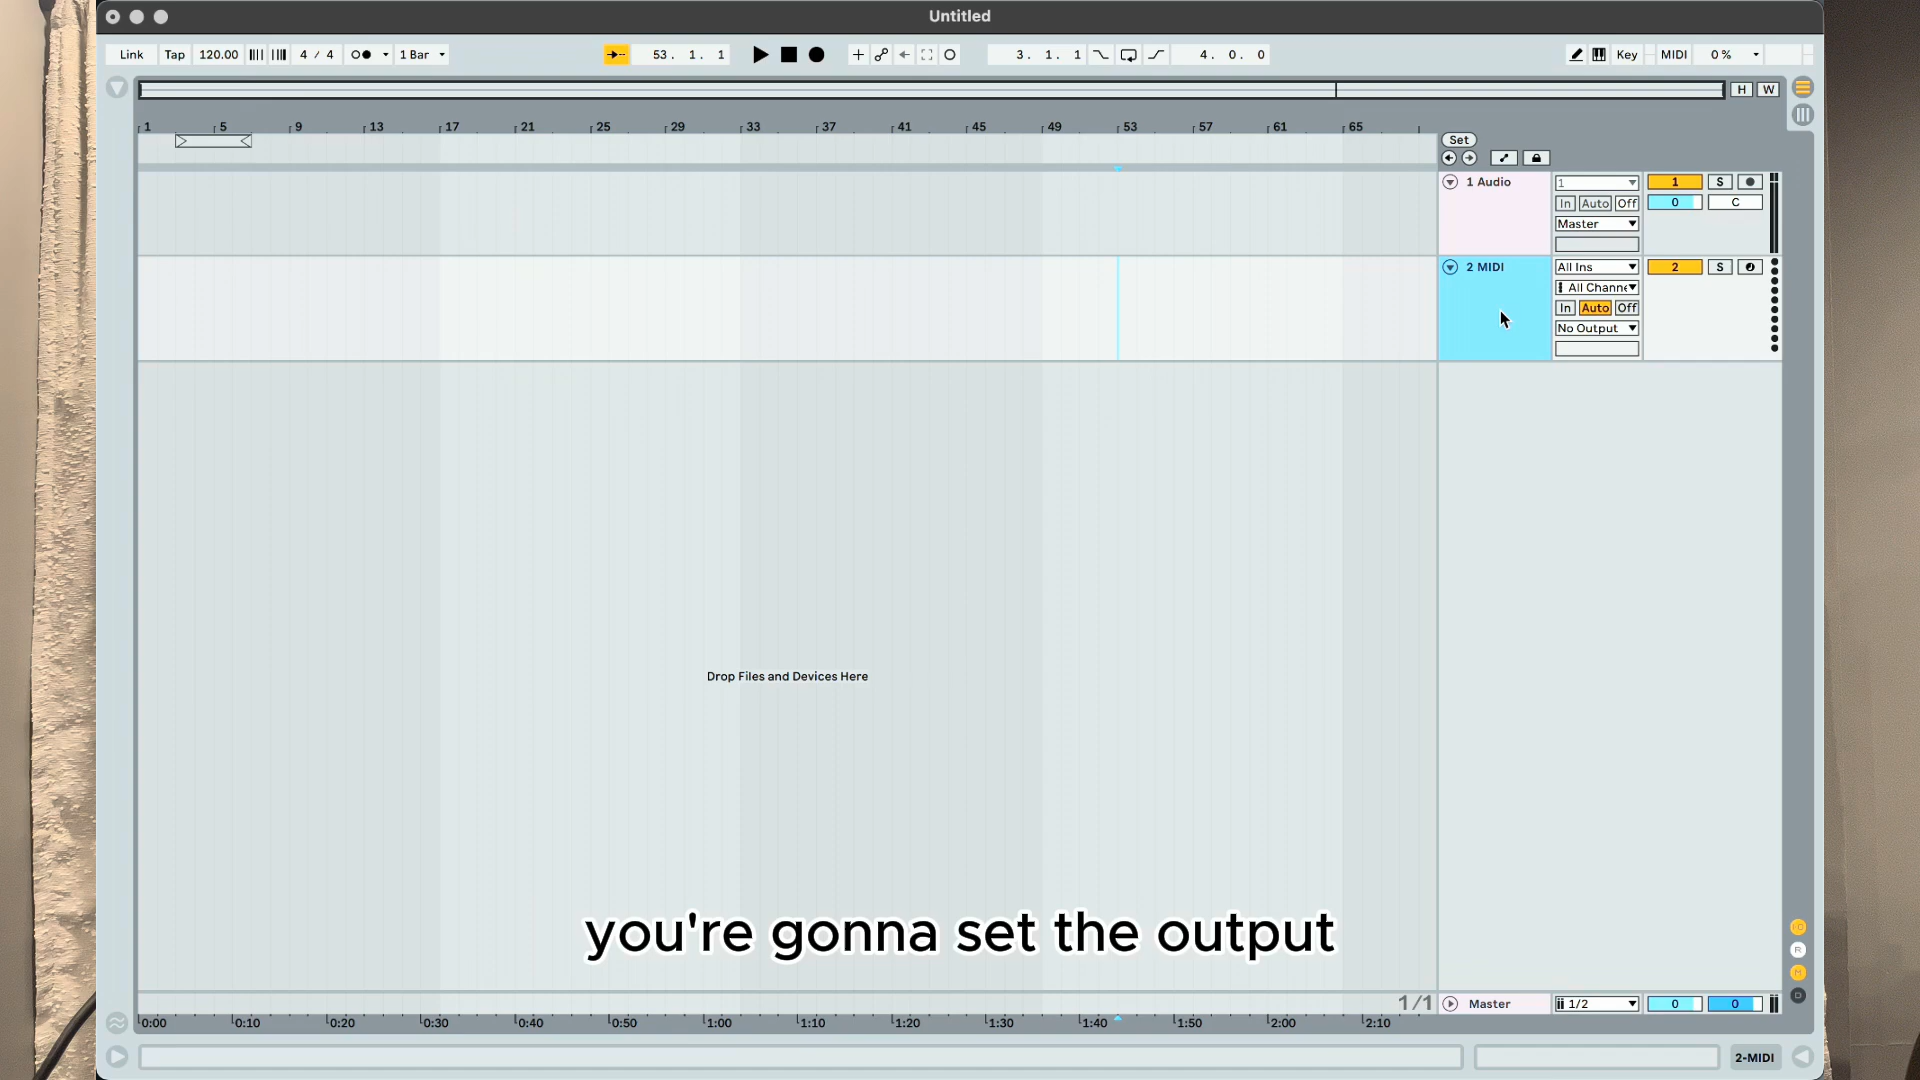 Untitled
Link Tap 120.00 4 / 4 1 Bar 53. 1. 1 3. 1. 1 4. 0. 0 Key MIDI 0 %
H W
1 5 9 13 17 21 25 29 33 37 41 45 49 53 57 61 65
Set
1 Audio 1 1 S
In Auto Off 0 C
Master
2 MIDI All Ins 2 S
All Channe
In Auto Off
No Output
Drop Files and Devices Here
you're gonna set the output
R
M
D
1/1 Master 1/2 0 0
0:00 0:10 0:20 0:30 0:40 0:50 1:00 1:10 1:20 1:30 1:40 1:50 2:00 2:10
2-MIDI